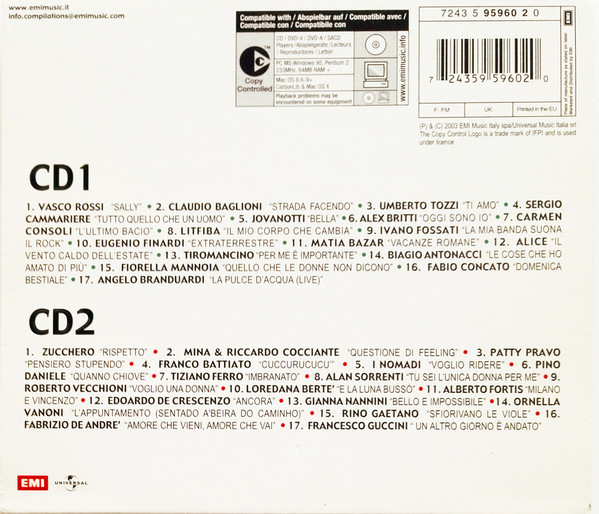 www.emimusic.it
info.compilations@emimusic.com
Compatible with / Abspielbar auf / Compatible avec /
Compatible con / Compatibile con
CD / DVD-V / DVD-A / SACD
Players / Abspielgeräte / Lecteurs
/ Reproductores / Lettori
PC MS Windows 95, Pentium 2
233MHz, 64MB RAM +
Mac OS 8.6-9+
CarbonLib & Mac OS X
Playback problems may be
encountered on some equipment
Copy
Controlled
www.emimusic.info
7243 5 95960 2 0
7 24359 59602 0
F: PM
UK:
Printed in the EU
Place of manufacture as stated on label
Marketed and Distributed by EMI
(P) & (C) 2003 EMI Music Italy spa/Universal Music Italia srl
The Copy Control Logo is a trade mark of IFPI and is used
under licence
CD1
1. VASCO ROSSI "SALLY" • 2. CLAUDIO BAGLIONI "STRADA FACENDO" • 3. UMBERTO TOZZI "TI AMO" • 4. SERGIO
CAMMARIERE "TUTTO QUELLO CHE UN UOMO" • 5. JOVANOTTI "BELLA" • 6. ALEX BRITTI "OGGI SONO IO" • 7. CARMEN
CONSOLI "L'ULTIMO BACIO" • 8. LITFIBA "IL MIO CORPO CHE CAMBIA" • 9. IVANO FOSSATI "LA MIA BANDA SUONA
IL ROCK" • 10. EUGENIO FINARDI "EXTRATERRESTRE" • 11. MATIA BAZAR "VACANZE ROMANE" • 12. ALICE "IL
VENTO CALDO DELL'ESTATE" • 13. TIROMANCINO "PER ME È IMPORTANTE" • 14. BIAGIO ANTONACCI "LE COSE CHE HO
AMATO DI PIÙ" • 15. FIORELLA MANNOIA "QUELLO CHE LE DONNE NON DICONO" • 16. FABIO CONCATO "DOMENICA
BESTIALE" • 17. ANGELO BRANDUARDI "LA PULCE D'ACQUA (LIVE)"
CD2
1. ZUCCHERO "RISPETTO" • 2. MINA & RICCARDO COCCIANTE "QUESTIONE DI FEELING" • 3. PATTY PRAVO
"PENSIERO STUPENDO" • 4. FRANCO BATTIATO "CUCCURUCUCU'" • 5. I NOMADI "VOGLIO RIDERE" • 6. PINO
DANIELE "QUANNO CHIOVE" • 7. TIZIANO FERRO "IMBRANATO" • 8. ALAN SORRENTI "TU SEI L'UNICA DONNA PER ME" • 9.
ROBERTO VECCHIONI "VOGLIO UNA DONNA" • 10. LOREDANA BERTE' "E LA LUNA BUSSÒ" • 11. ALBERTO FORTIS "MILANO
E VINCENZO" • 12. EDOARDO DE CRESCENZO "ANCORA" • 13. GIANNA NANNINI "BELLO E IMPOSSIBILE" • 14. ORNELLA
VANONI "L'APPUNTAMENTO (SENTADO A'BEIRA DO CAMINHO)" • 15. RINO GAETANO "SFIORIVANO LE VIOLE" • 16.
FABRIZIO DE ANDRE' "AMORE CHE VIENI, AMORE CHE VAI" • 17. FRANCESCO GUCCINI " UN ALTRO GIORNO È ANDATO"
EMI
UNIVERSAL